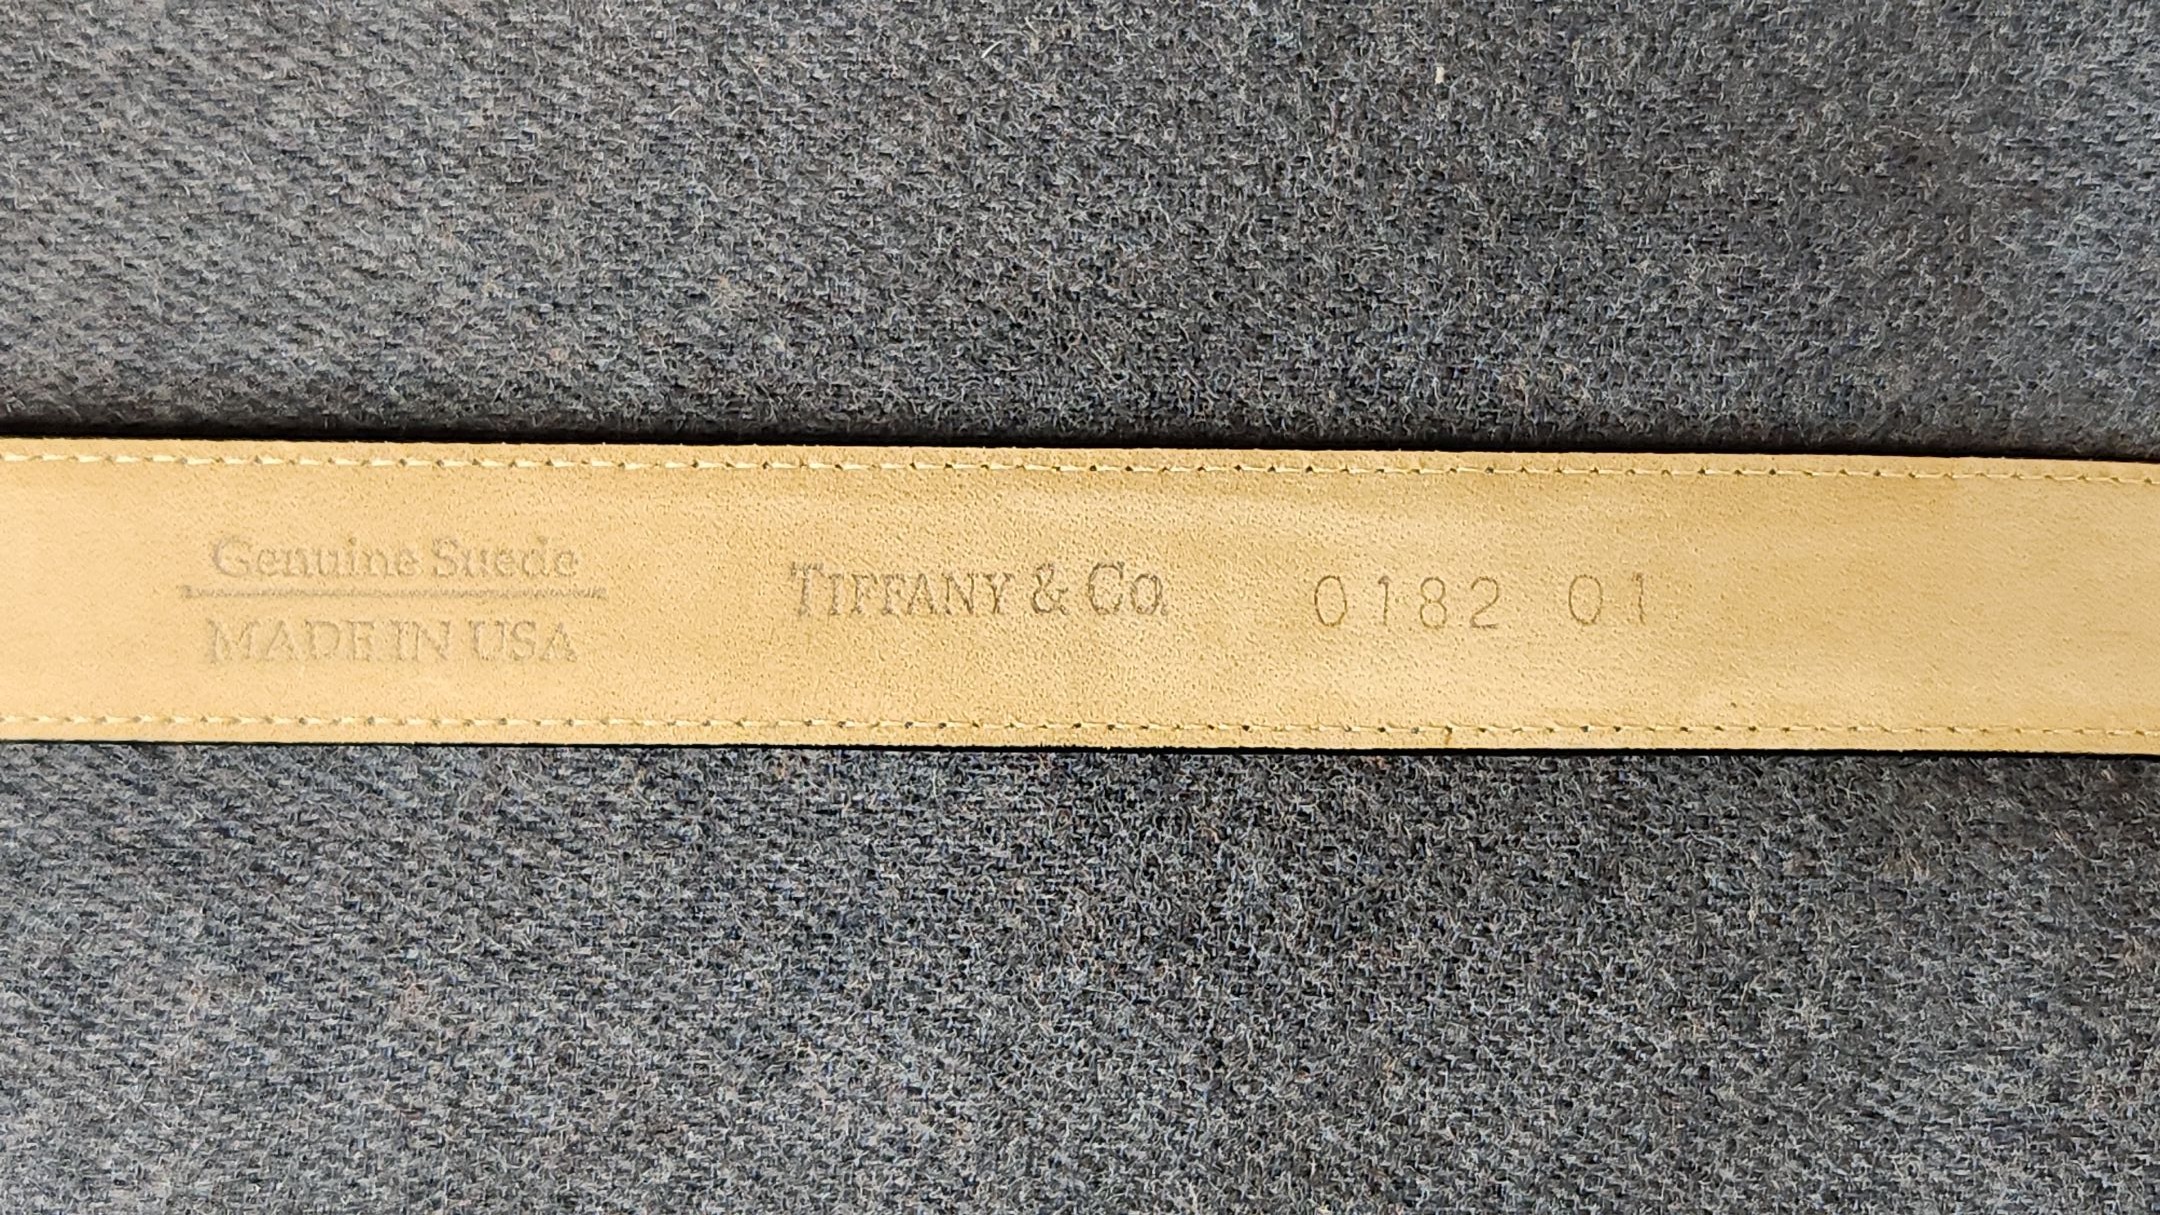 Genuine Suede
MADE IN USA
TIFFANY & CO.
0182 01